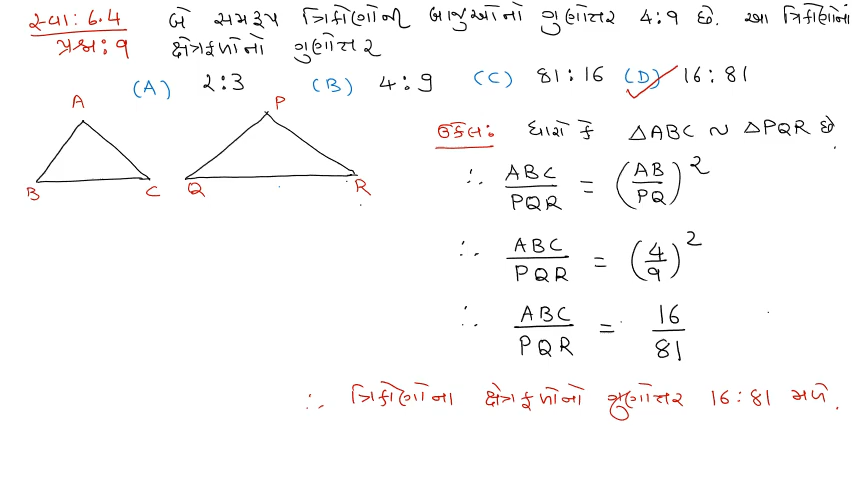 સ્વા: 6.4 બે સમરૂપ ત્રિકોણોની બાજુઓનો ગુણોત્તર 4:9 છે. આ ત્રિકોણોનાં
પ્રશ્ન: 9 ક્ષેત્રફળોનો ગુણોત્તર
(A) 2:3 (B) 4:9 (C) 81:16 (D) 16:81
A P
B C Q R
ઉકેલ: ધારો કે △ABC ~ △PQR છે.
∴ ABC/PQR = (AB/PQ)²
∴ ABC/PQR = (4/9)²
∴ ABC/PQR = 16/81
∴ ત્રિકોણોના ક્ષેત્રફળોનો ગુણોત્તર 16:81 મળે.